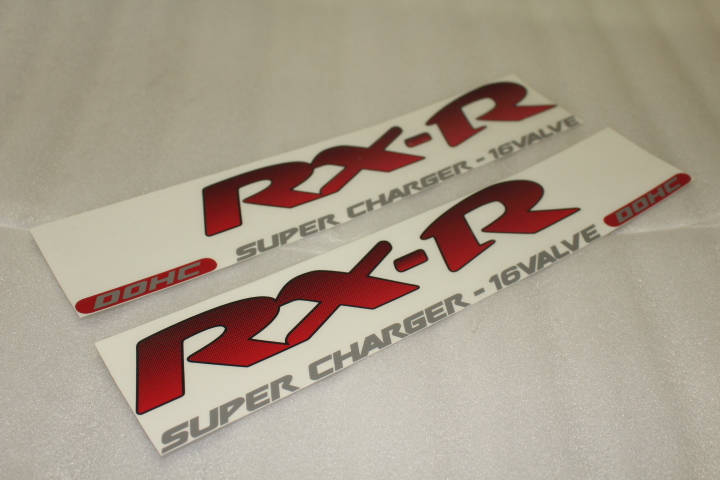 RX-R
SUPER CHARGER - 16VALVE
DOHC
RX-R
SUPER CHARGER - 16VALVE
DOHC